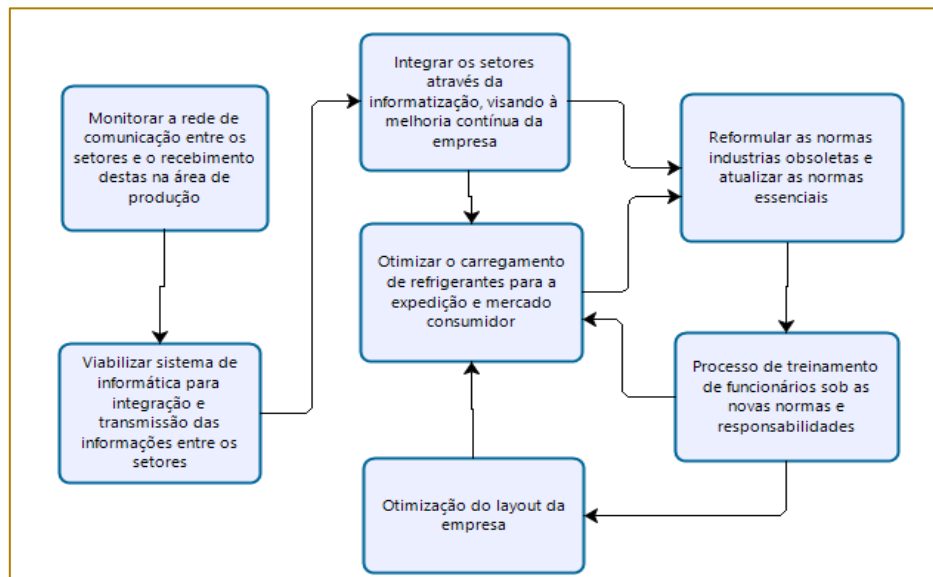 Monitorar a rede de
comunicação entre os
setores e o recebimento
destas na área de
produção
Viabilizar sistema de
informática para
integração e
transmissão das
informações entre os
setores
Integrar os setores
através da
informatização, visando à
melhoria contínua da
empresa
Otimizar o carregamento
de refrigerantes para a
expedição e mercado
consumidor
Reformular as normas
industrias obsoletas e
atualizar as normas
essenciais
Processo de treinamento
de funcionários sob as
novas normas e
responsabilidades
Otimização do layout da
empresa